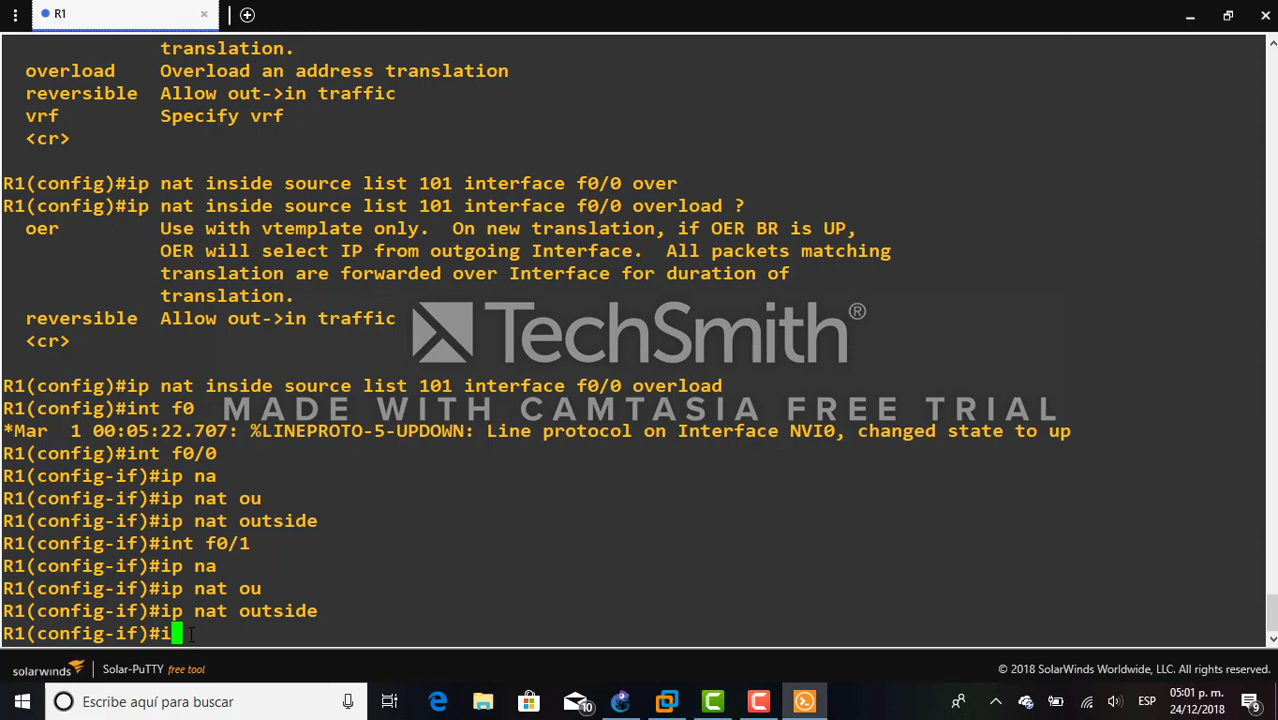 R1
translation.
overload Overload an address translation
reversible Allow out->in traffic
vrf Specify vrf
<cr>
R1(config)#ip nat inside source list 101 interface f0/0 over
R1(config)#ip nat inside source list 101 interface f0/0 overload ?
oer Use with vtemplate only. On new translation, if OER BR is UP,
OER will select IP from outgoing Interface. All packets matching
translation are forwarded over Interface for duration of
translation.
reversible Allow out->in traffic
<cr>
TechSmith®
R1(config)#ip nat inside source list 101 interface f0/0 overload
R1(config)#int f0
MADE WITH CAMTASIA FREE TRIAL
*Mar 1 00:05:22.707: %LINEPROTO-5-UPDOWN: Line protocol on Interface NVI0, changed state to up
R1(config)#int f0/0
R1(config-if)#ip na
R1(config-if)#ip nat ou
R1(config-if)#ip nat outside
R1(config-if)#int f0/1
R1(config-if)#ip na
R1(config-if)#ip nat ou
R1(config-if)#ip nat outside
R1(config-if)#i
solarwinds Solar-PuTTY free tool © 2018 SolarWinds Worldwide, LLC. All rights reserved.
Escribe aquí para buscar 10 ESP 05:01 p. m. 9
24/12/2018